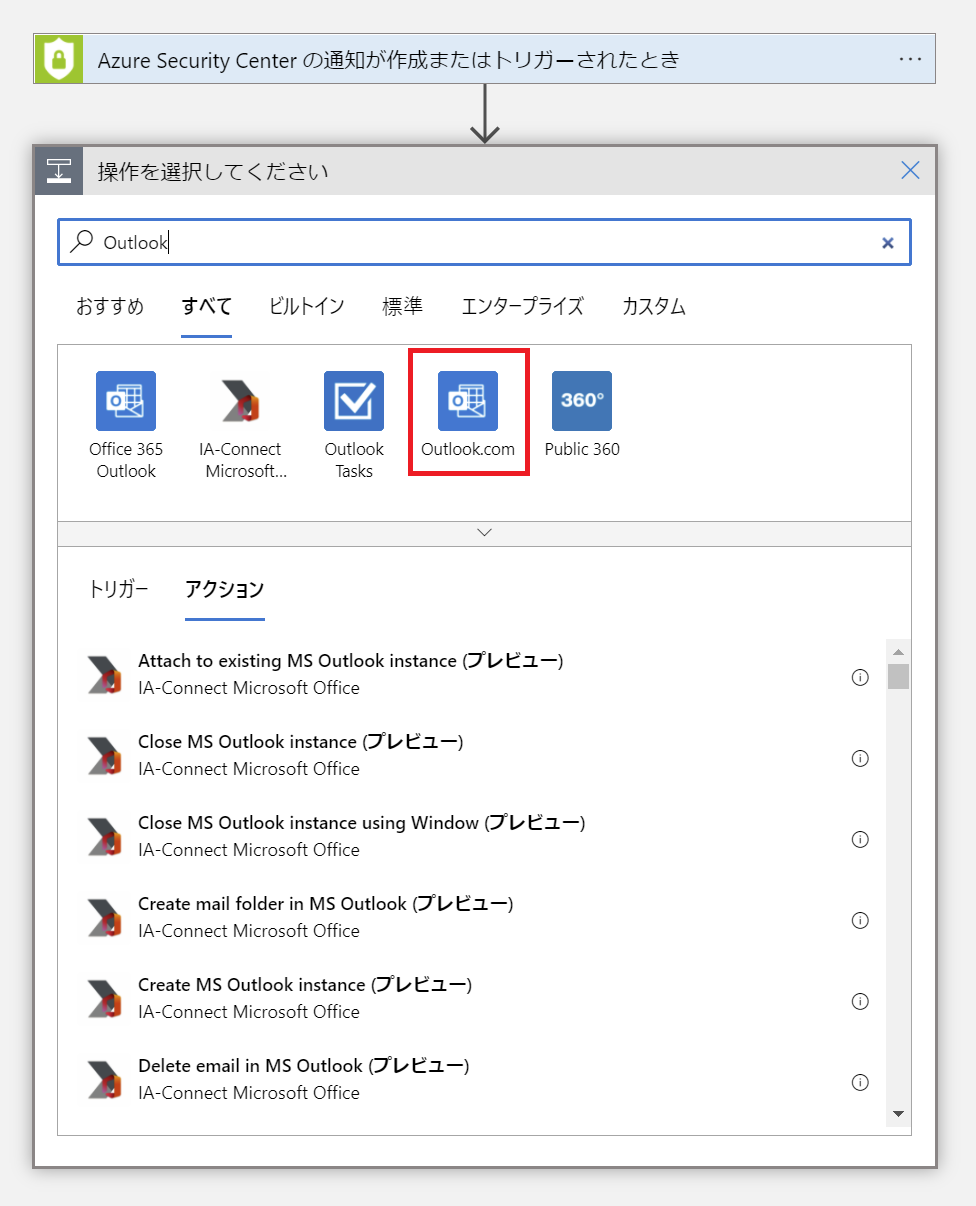 Azure Security Center の通知が作成またはトリガーされたとき
操作を選択してください
Outlook
おすすめ すべて ビルトイン 標準 エンタープライズ カスタム
Office 365
Outlook
IA-Connect
Microsoft...
Outlook
Tasks
Outlook.com
360°
Public 360
トリガー アクション
Attach to existing MS Outlook instance (プレビュー)
IA-Connect Microsoft Office
Close MS Outlook instance (プレビュー)
IA-Connect Microsoft Office
Close MS Outlook instance using Window (プレビュー)
IA-Connect Microsoft Office
Create mail folder in MS Outlook (プレビュー)
IA-Connect Microsoft Office
Create MS Outlook instance (プレビュー)
IA-Connect Microsoft Office
Delete email in MS Outlook (プレビュー)
IA-Connect Microsoft Office